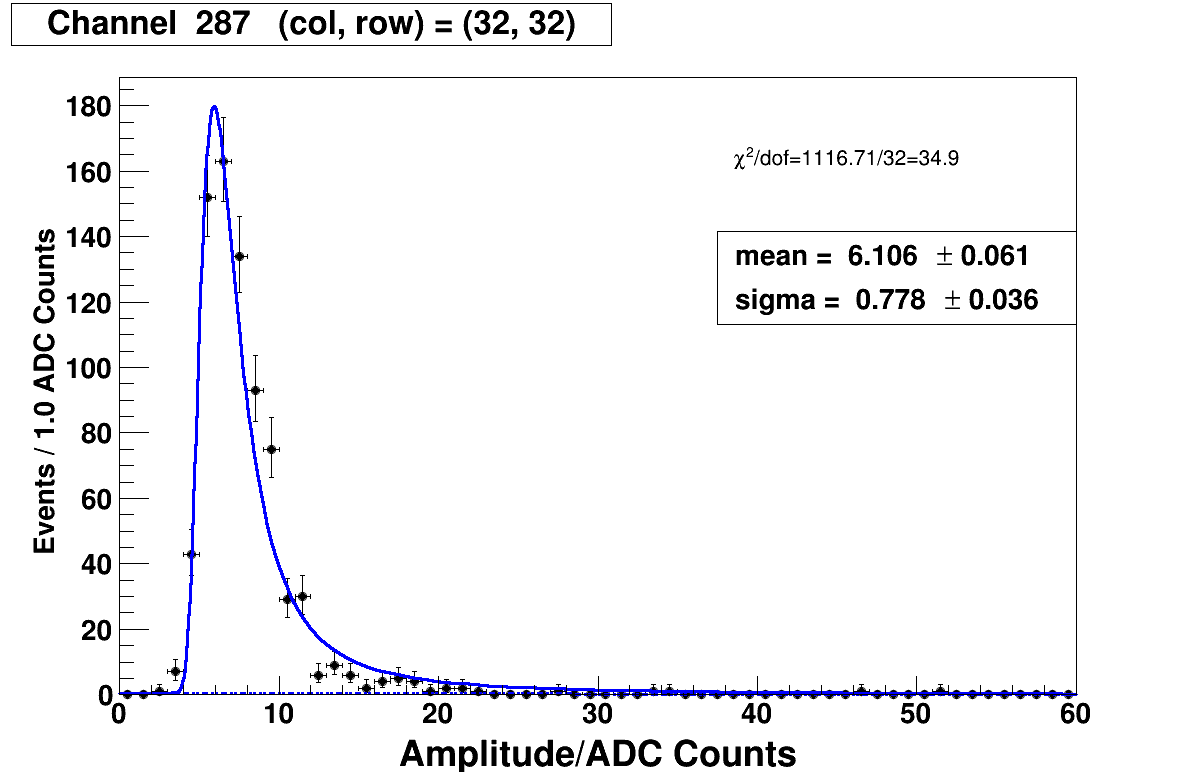 Channel 287 (col, row) = (32, 32)
χ²/dof=1116.71/32=34.9
mean = 6.106 ± 0.061
sigma = 0.778 ± 0.036
Events / 1.0 ADC Counts
180
160
140
120
100
80
60
40
20
0
0 10 20 30 40 50 60
Amplitude/ADC Counts